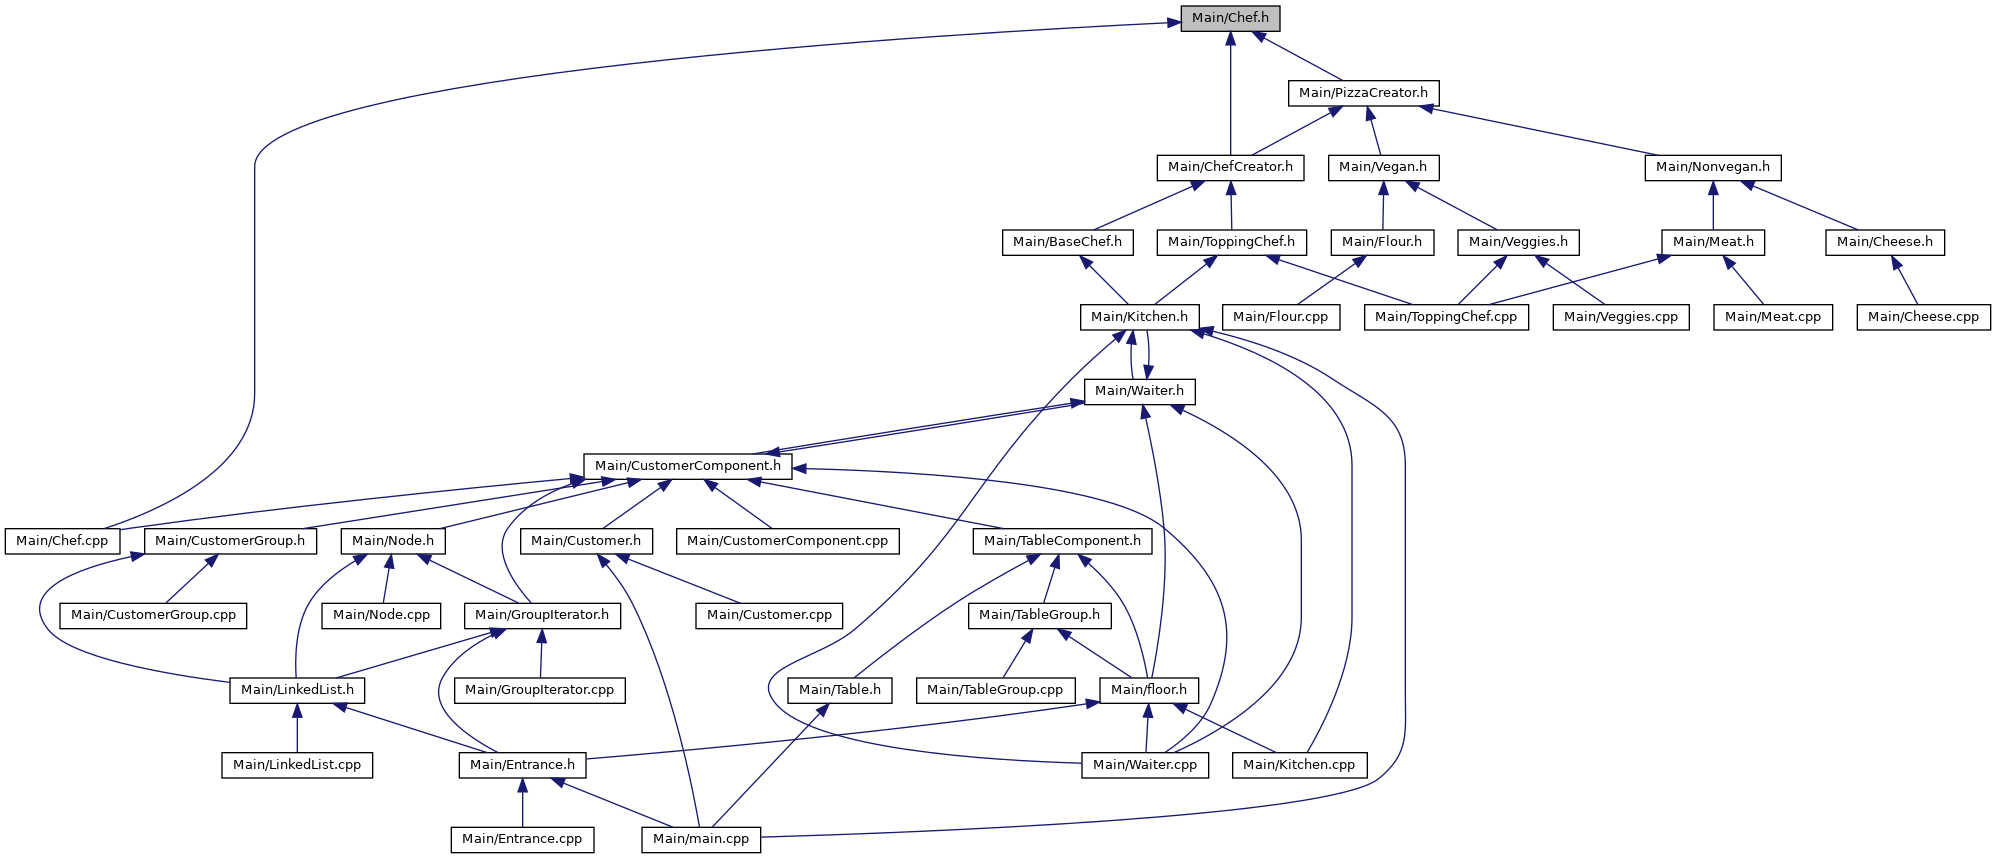 Main/Chef.h
Main/PizzaCreator.h
Main/ChefCreator.h
Main/Vegan.h
Main/Nonvegan.h
Main/BaseChef.h
Main/ToppingChef.h
Main/Flour.h
Main/Veggies.h
Main/Meat.h
Main/Cheese.h
Main/Kitchen.h
Main/Flour.cpp
Main/ToppingChef.cpp
Main/Veggies.cpp
Main/Meat.cpp
Main/Cheese.cpp
Main/Waiter.h
Main/CustomerComponent.h
Main/Chef.cpp
Main/CustomerGroup.h
Main/Node.h
Main/Customer.h
Main/CustomerComponent.cpp
Main/TableComponent.h
Main/CustomerGroup.cpp
Main/Node.cpp
Main/GroupIterator.h
Main/Customer.cpp
Main/TableGroup.h
Main/LinkedList.h
Main/GroupIterator.cpp
Main/Table.h
Main/TableGroup.cpp
Main/floor.h
Main/LinkedList.cpp
Main/Entrance.h
Main/Waiter.cpp
Main/Kitchen.cpp
Main/Entrance.cpp
Main/main.cpp